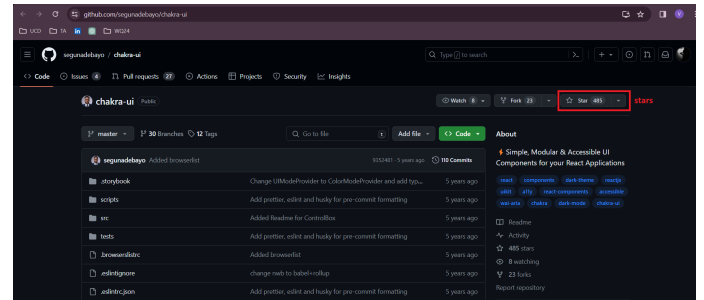 github.com/segunadebayo/chakra-ui
UCD TA WQ24
segunadebayo / chakra-ui Type / to search
Code Issues 4 Pull requests 27 Actions Projects Security Insights
chakra-ui Public Watch 8 Fork 23 Star 485 stars
master 30 Branches 12 Tags Go to file t Add file Code About
Simple, Modular & Accessible UI
Components for your React Applications
segunadebayo Added browserlist 5 years ago 110 Commits
.storybook Change UIModeProvider to ColorModeProvider and add typ... 5 years ago
react components dark-theme reactjs
scripts Add prettier, eslint and husky for pre-commit formatting 5 years ago
uikit a11y react-components accessible
src Added Readme for ControlBox 5 years ago
wai-aria chakra dark-mode chakra-ui
tests Add prettier, eslint and husky for pre-commit formatting 5 years ago
Readme
Activity
.browserslistrc Added browserlist 5 years ago
485 stars
8 watching
.eslintignore change nwb to babel+rollup 5 years ago
23 forks
.eslintrc.json Add prettier, eslint and husky for pre-commit formatting 5 years ago
Report repository